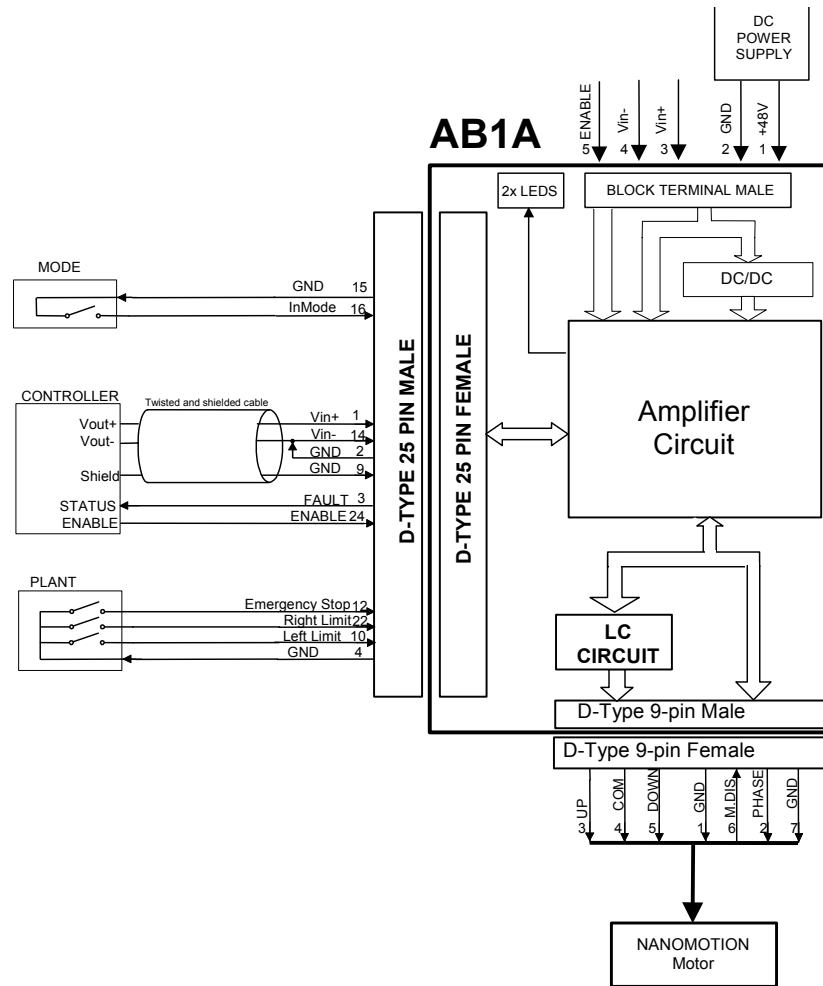 DC
POWER
SUPPLY
AB1A
ENABLE
Vin-
Vin+
GND
+48V
5
4
3
2
1
2x LEDS
BLOCK TERMINAL MALE
DC/DC
MODE
GND 15
InMode 16
CONTROLLER
Twisted and shielded cable
Vout+
Vin+ 1
Vout-
Vin- 14
GND 2
Shield
GND 9
STATUS
FAULT 3
ENABLE
ENABLE 24
D-TYPE 25 PIN MALE
D-TYPE 25 PIN FEMALE
Amplifier
Circuit
PLANT
Emergency Stop 12
Right Limit 22
Left Limit 10
GND 4
LC
CIRCUIT
D-Type 9-pin Male
D-Type 9-pin Female
UP
COM
DOWN
GND
M.DIS
PHASE
GND
3
4
5
1
6
2
7
NANOMOTION
Motor